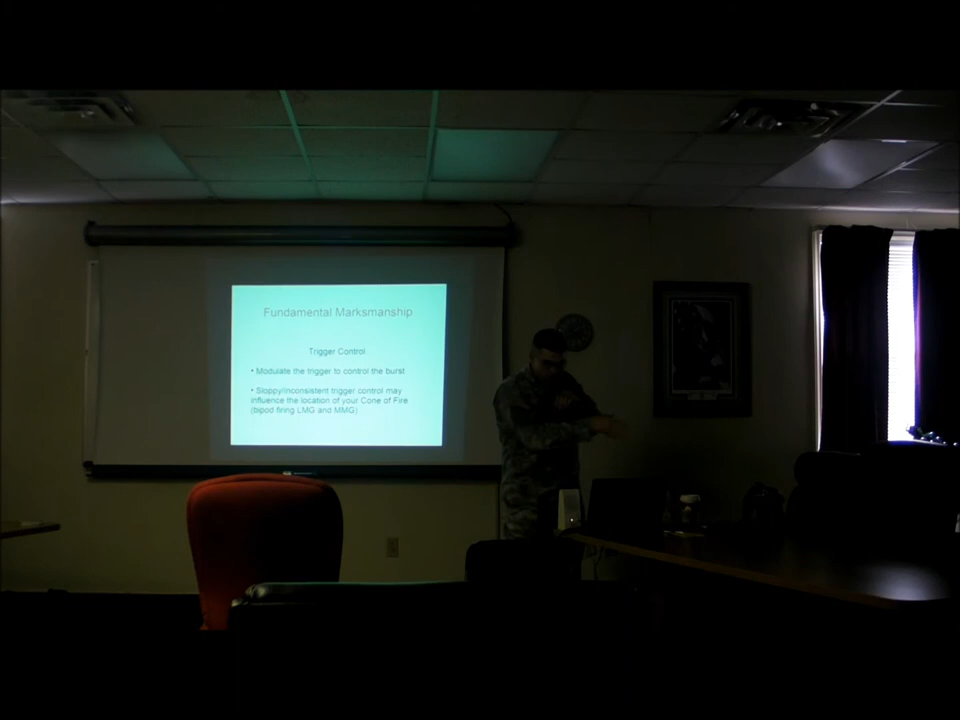 Fundamental Marksmanship
Trigger Control
• Modulate the trigger to control the burst
• Sloppy/inconsistent trigger control may
influence the location of your Cone of Fire
(bipod firing LMG and MMG)